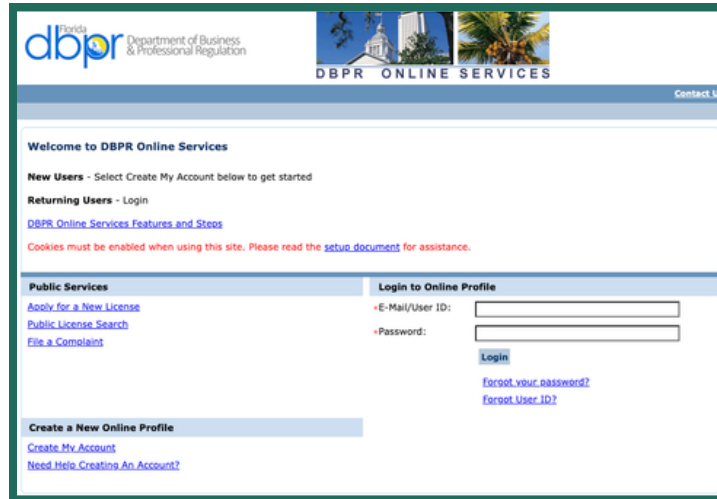 Florida
dbpr Department of Business
& Professional Regulation
DBPR ONLINE SERVICES
Contact U
Welcome to DBPR Online Services
New Users - Select Create My Account below to get started
Returning Users - Login
DBPR Online Services Features and Steps
Cookies must be enabled when using this site. Please read the setup document for assistance.
Public Services
Apply for a New License
Public License Search
File a Complaint
Login to Online Profile
*E-Mail/User ID:
*Password:
Login
Forgot your password?
Forgot User ID?
Create a New Online Profile
Create My Account
Need Help Creating An Account?